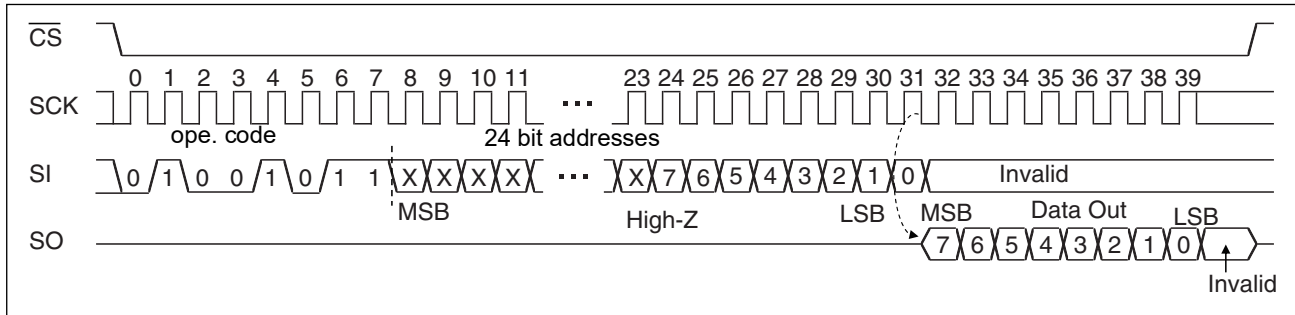 CS
0 1 2 3 4 5 6 7 8 9 10 11 23 24 25 26 27 28 29 30 31 32 33 34 35 36 37 38 39
SCK ...
ope. code 24 bit addresses
SI 0 1 0 0 1 0 1 1 X X X X ... X 7 6 5 4 3 2 1 0 Invalid
MSB High-Z LSB MSB Data Out LSB
SO 7 6 5 4 3 2 1 0
Invalid